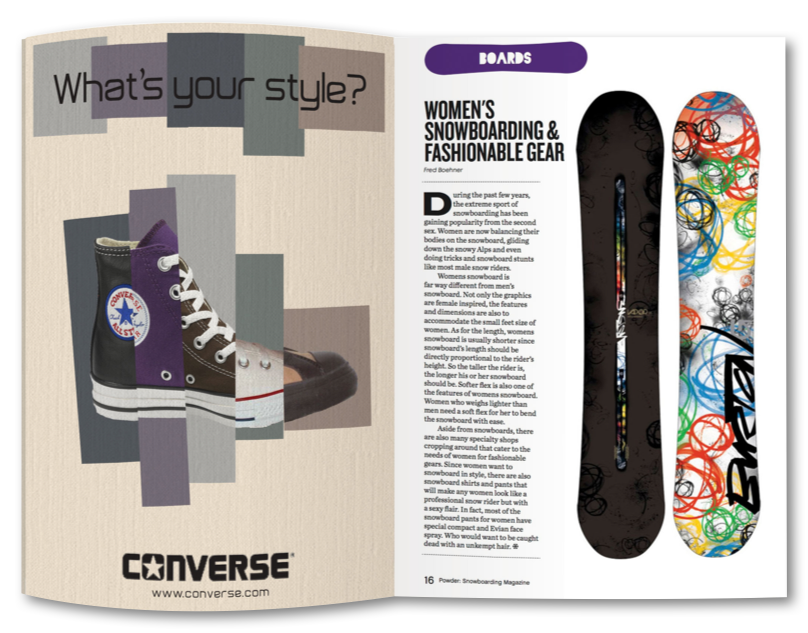 What's your style?
CONVERSE
ALL STAR
CONVERSE®
www.converse.com
BOARDS
WOMEN'S
SNOWBOARDING &
FASHIONABLE GEAR
Fred Boehner
During the past few years,
the extreme sport of
snowboarding has been
gaining popularity from the second
sex. Women are now balancing their
bodies on the snowboard, gliding
down the snowy Alps and even
doing tricks and snowboard stunts
like most male snow riders.
Womens snowboard is
far way different from men's
snowboard. Not only the graphics
are female inspired, the features
and dimensions are also to
accommodate the small feet size of
women. As for the length, womens
snowboard is usually shorter since
snowboard's length should be
directly proportional to the rider's
height. So the taller the rider is,
the longer his or her snowboard
should be. Softer flex is also one of
the features of womens snowboard.
Women who weighs lighter than
men need a soft flex for her to bend
the snowboard with ease.
Aside from snowboards, there
are also many specialty shops
cropping around that cater to the
needs of women for fashionable
gears. Since women want to
snowboard in style, there are also
snowboard shirts and pants that
will make any women look like a
professional snow rider but with
a sexy flair. In fact, most of the
snowboard pants for women have
special compact and Evian face
spray. Who would want to be caught
dead with an unkempt hair.
16 Powder: Snowboarding Magazine
BURTON